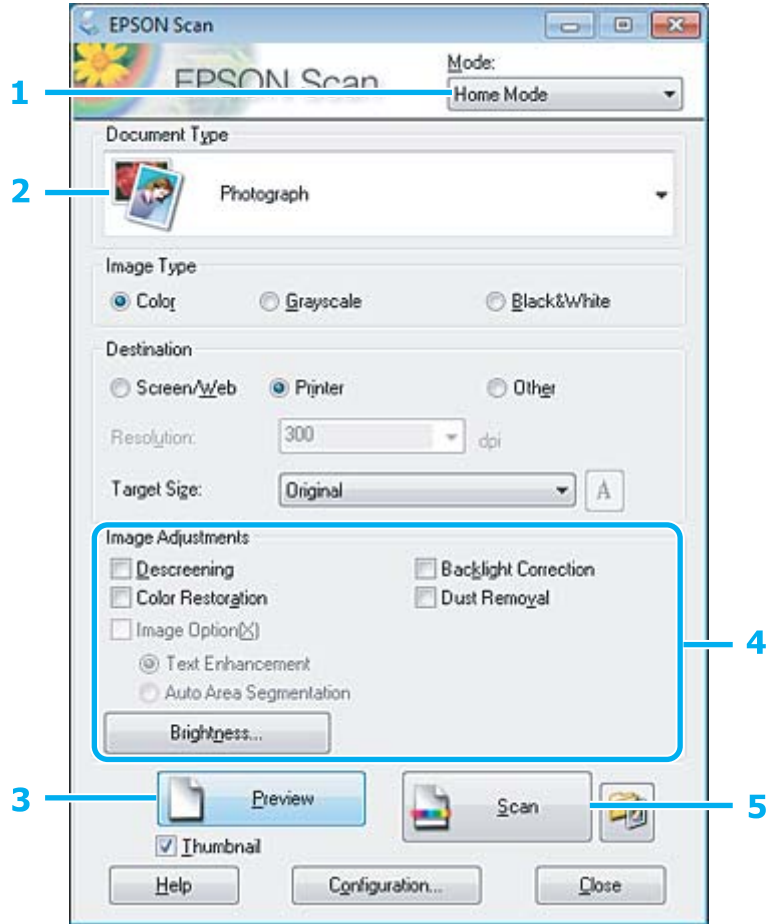 EPSON Scan
EPSON Scan
Mode:
1
Home Mode
Document Type
2
Photograph
Image Type
Color Grayscale Black&White
Destination
Screen/Web Printer Other
Resolution: 300 dpi
Target Size: Original A
Image Adjustments
Descreening Backlight Correction
Color Restoration Dust Removal
Image Option(X)
4
Text Enhancement
Auto Area Segmentation
Brightness...
3 Preview Scan 5
Thumbnail
Help Configuration... Close